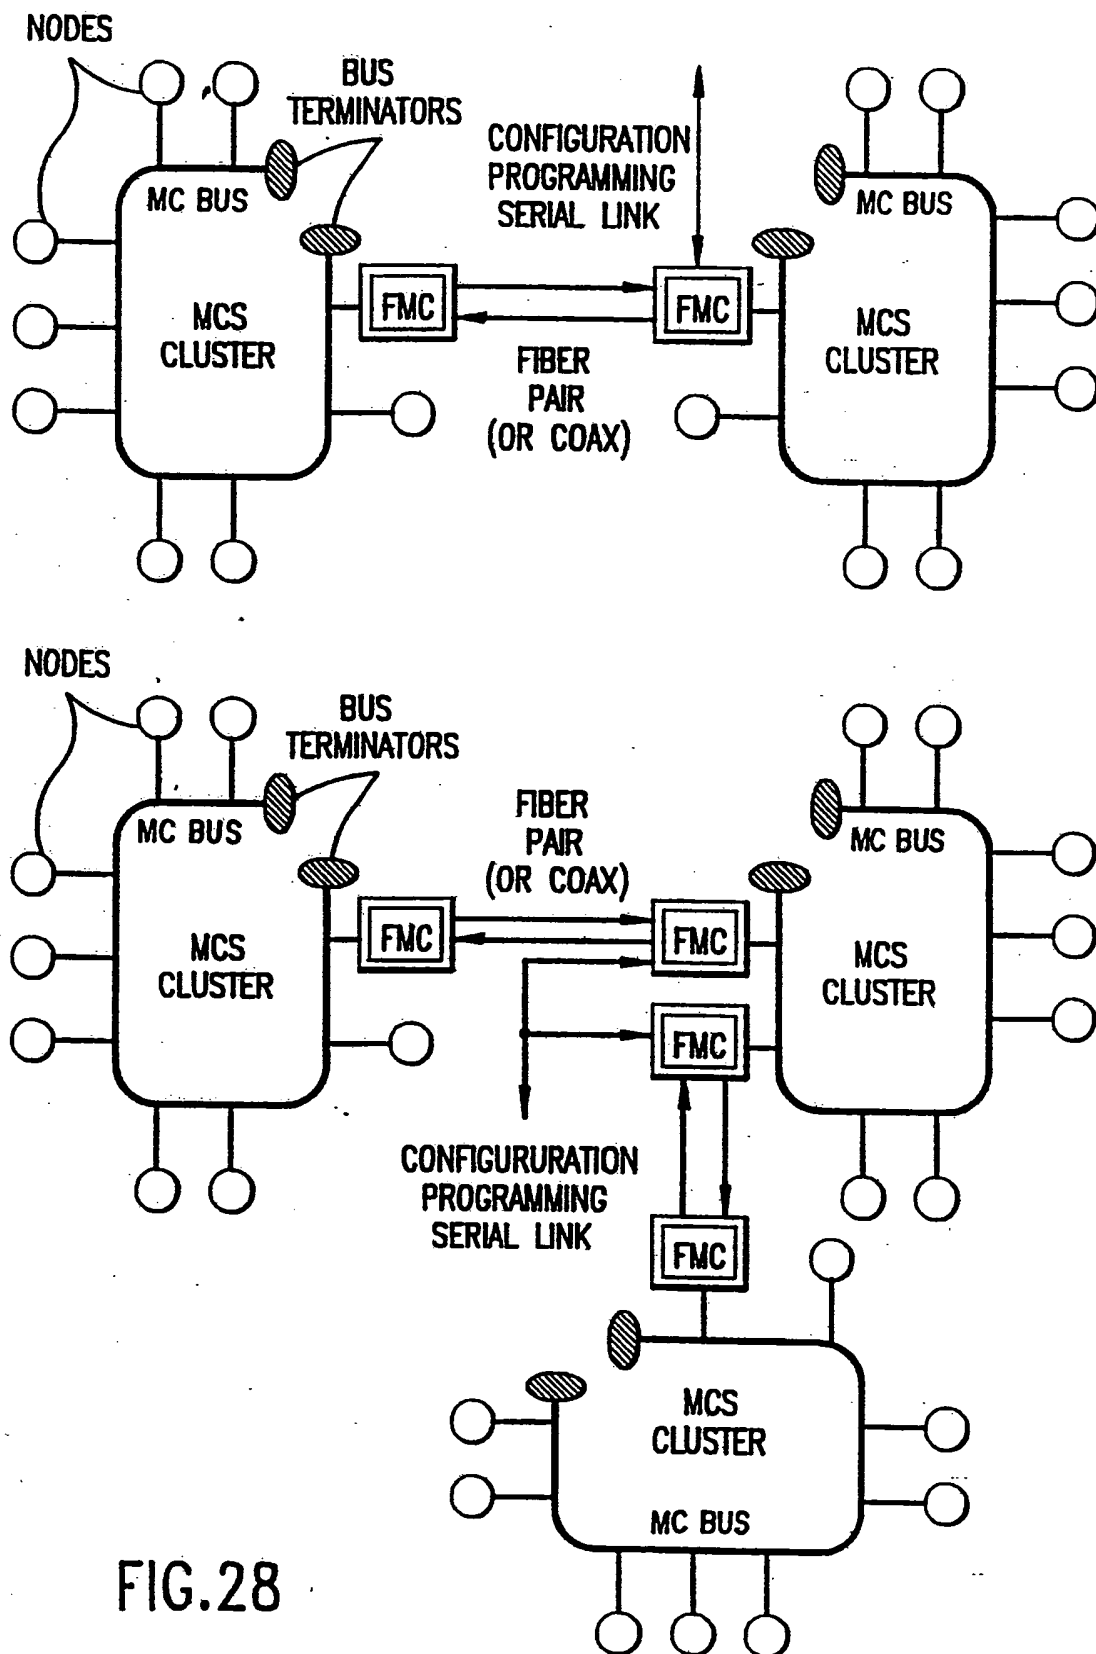 NODES
BUS
TERMINATORS
CONFIGURATION
PROGRAMMING
SERIAL LINK
MC BUS
MC BUS
FMC
FMC
MCS
CLUSTER
MCS
CLUSTER
FIBER
PAIR
(OR COAX)
NODES
BUS
TERMINATORS
FIBER
PAIR
(OR COAX)
MC BUS
MC BUS
FMC
FMC
MCS
CLUSTER
MCS
CLUSTER
FMC
CONFIGURURATION
PROGRAMMING
SERIAL LINK
FMC
MCS
CLUSTER
MC BUS
FIG.28